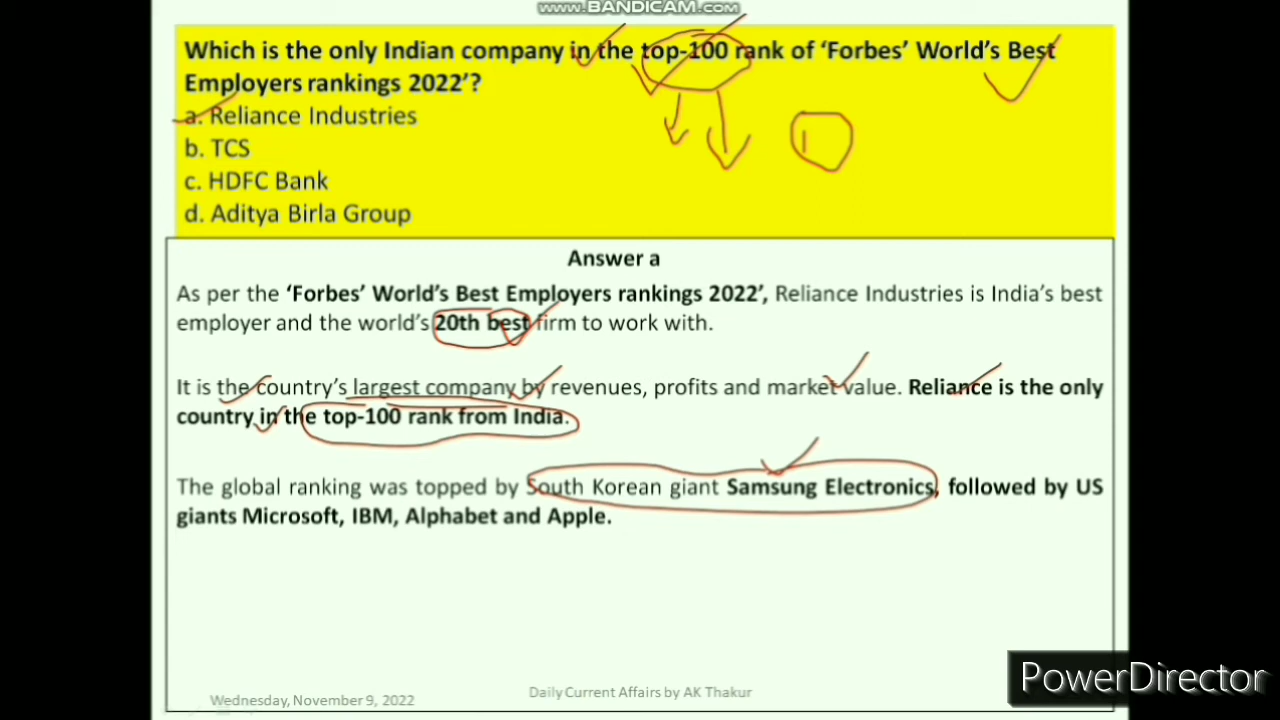 www.BANDICAM.com
Which is the only Indian company in the top-100 rank of ‘Forbes’ World’s Best
Employers rankings 2022’?
a. Reliance Industries
b. TCS
c. HDFC Bank
d. Aditya Birla Group
Answer a
As per the ‘Forbes’ World’s Best Employers rankings 2022’, Reliance Industries is India’s best
employer and the world’s 20th best firm to work with.
It is the country’s largest company by revenues, profits and market value. Reliance is the only
country in the top-100 rank from India.
The global ranking was topped by South Korean giant Samsung Electronics, followed by US
giants Microsoft, IBM, Alphabet and Apple.
Wednesday, November 9, 2022
Daily Current Affairs by AK Thakur
PowerDirector